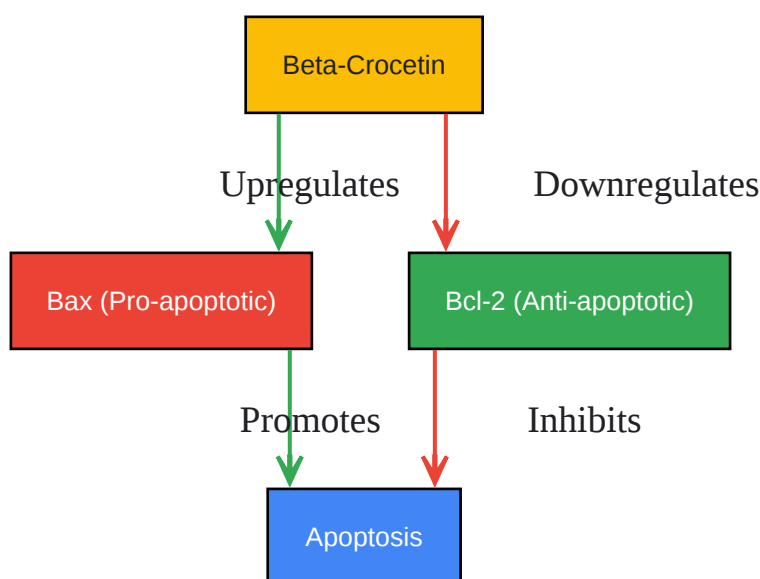 Beta-Crocetin
Upregulates
Downregulates
Bax (Pro-apoptotic)
Bcl-2 (Anti-apoptotic)
Promotes
Inhibits
Apoptosis